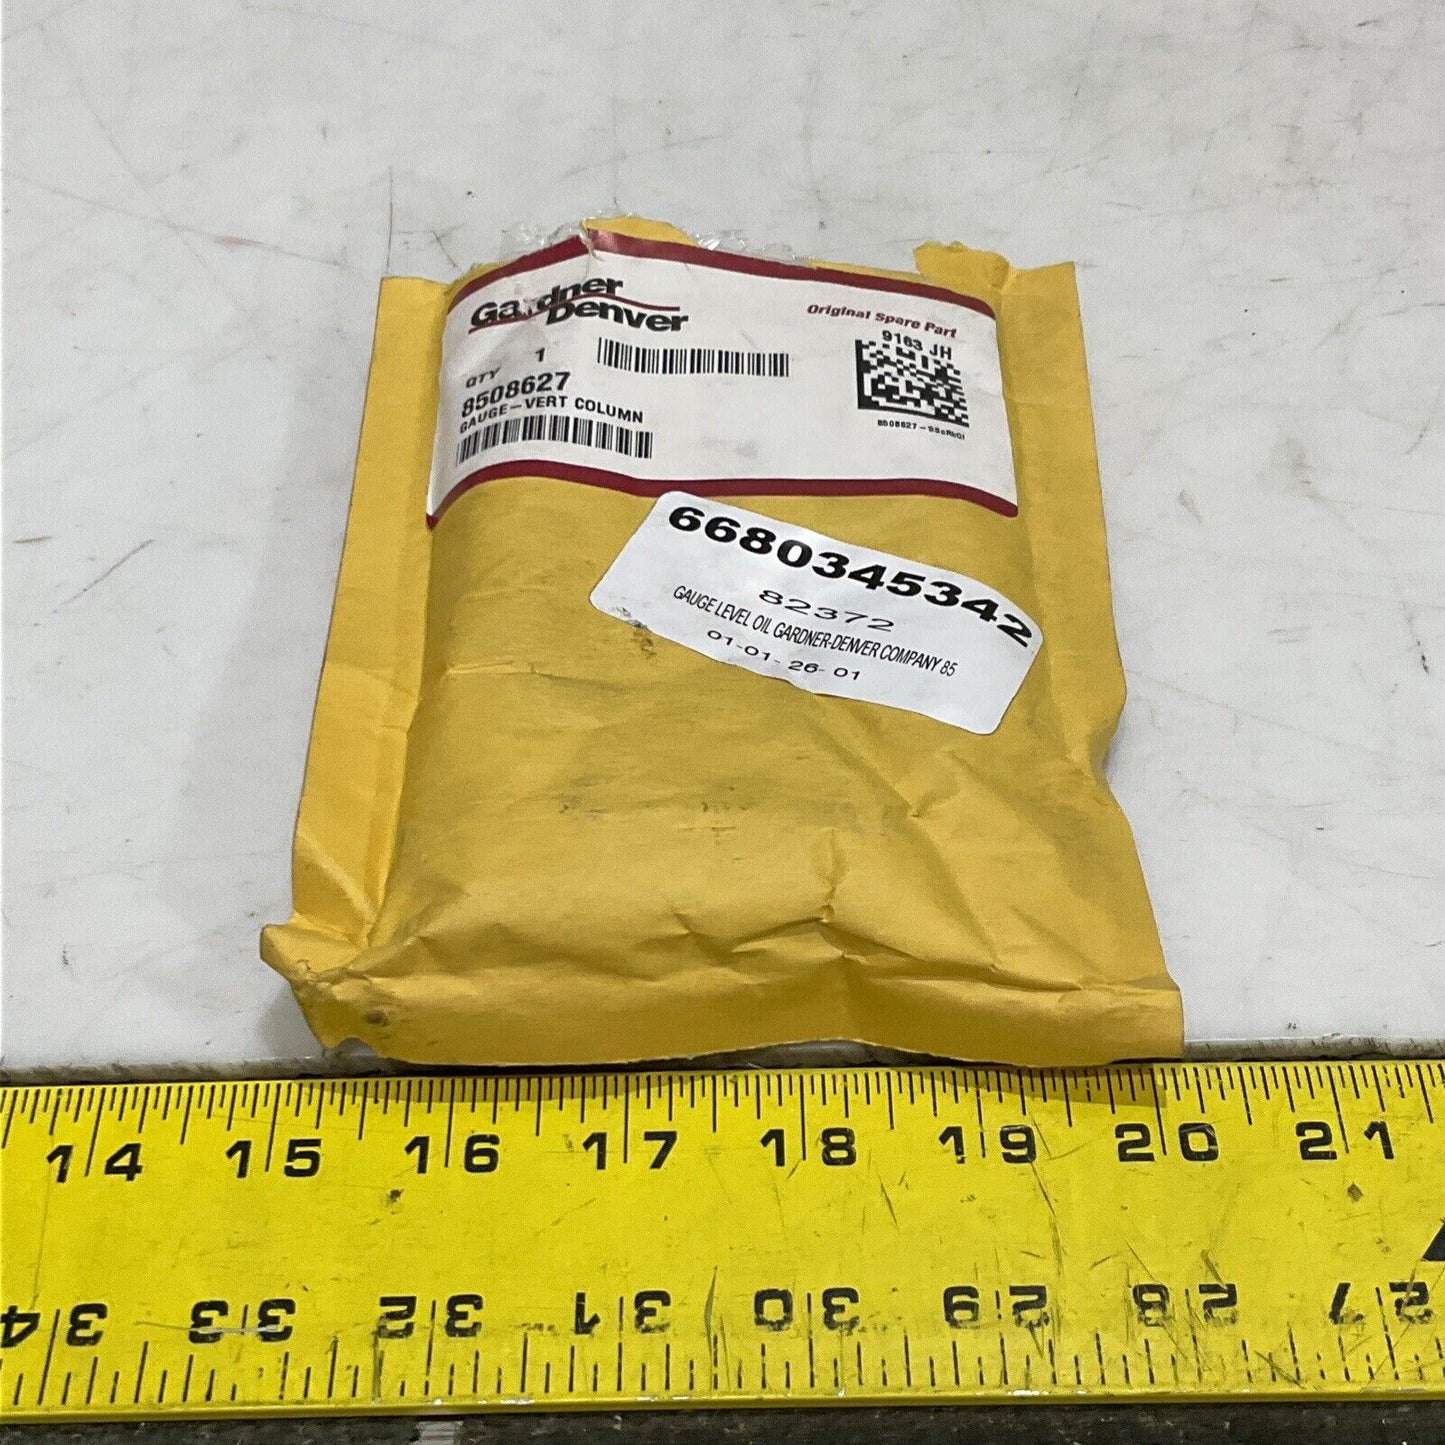 Gardner
Denver
Original Spare Part
9163 JH
QTY 1
8508627
GAUGE-VERT COLUMN
6680345342
82372
GAUGE LEVEL OIL GARDNER-DENVER COMPANY 85
01-01-26-01
14 15 16 17 18 19 20 21
34 33 32 31 30 29 28 27